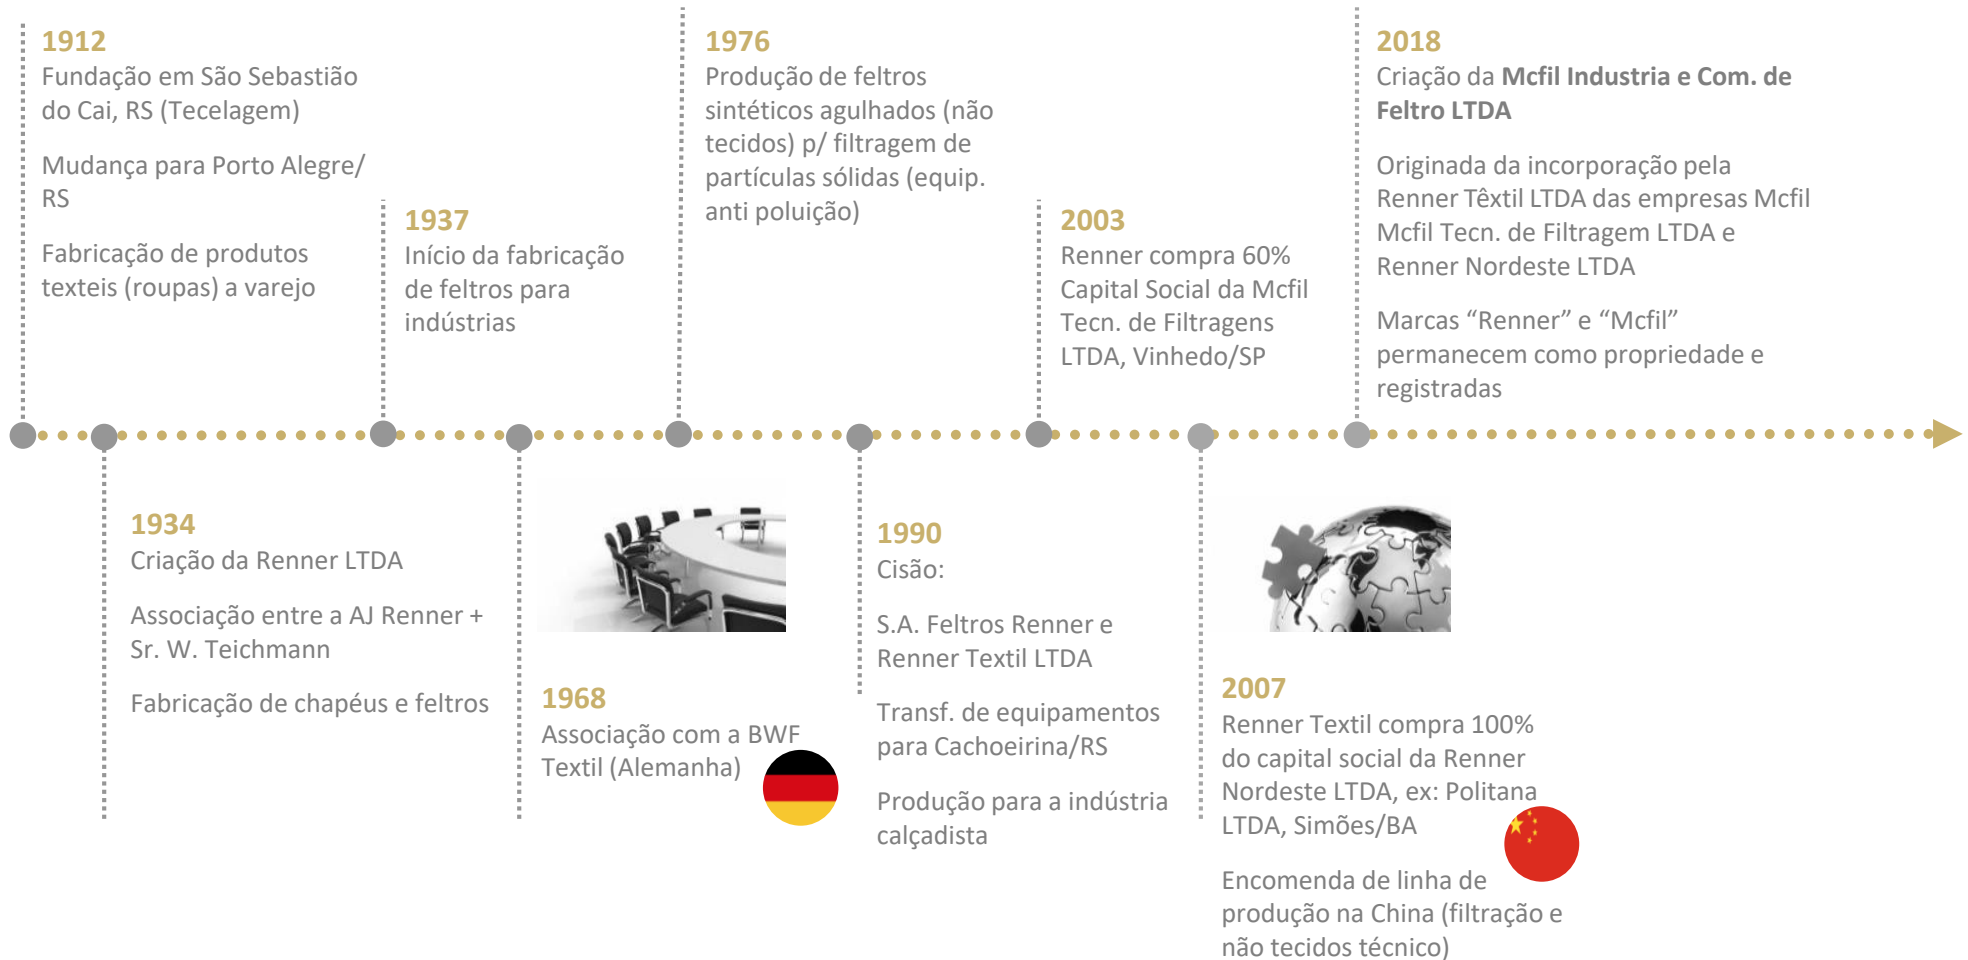 1912
Fundação em São Sebastião
do Cai, RS (Tecelagem)
Mudança para Porto Alegre/
RS
Fabricação de produtos
texteis (roupas) a varejo
1934
Criação da Renner LTDA
Associação entre a AJ Renner +
Sr. W. Teichmann
Fabricação de chapéus e feltros
1937
Início da fabricação
de feltros para
indústrias
1968
Associação com a BWF
Textil (Alemanha)
1976
Produção de feltros
sintéticos agulhados (não
tecidos) p/ filtragem de
partículas sólidas (equip.
anti poluição)
1990
Cisão:
S.A. Feltros Renner e
Renner Textil LTDA
Transf. de equipamentos
para Cachoeirina/RS
Produção para a indústria
calçadista
2003
Renner compra 60%
Capital Social da Mcfil
Tecn. de Filtragens
LTDA, Vinhedo/SP
2007
Renner Textil compra 100%
do capital social da Renner
Nordeste LTDA, ex: Politana
LTDA, Simões/BA
Encomenda de linha de
produção na China (filtração e
não tecidos técnico)
2018
Criação da Mcfil Industria e Com. de
Feltro LTDA
Originada da incorporação pela
Renner Têxtil LTDA das empresas Mcfil
Mcfil Tecn. de Filtragem LTDA e
Renner Nordeste LTDA
Marcas “Renner” e “Mcfil”
permanecem como propriedade e
registradas